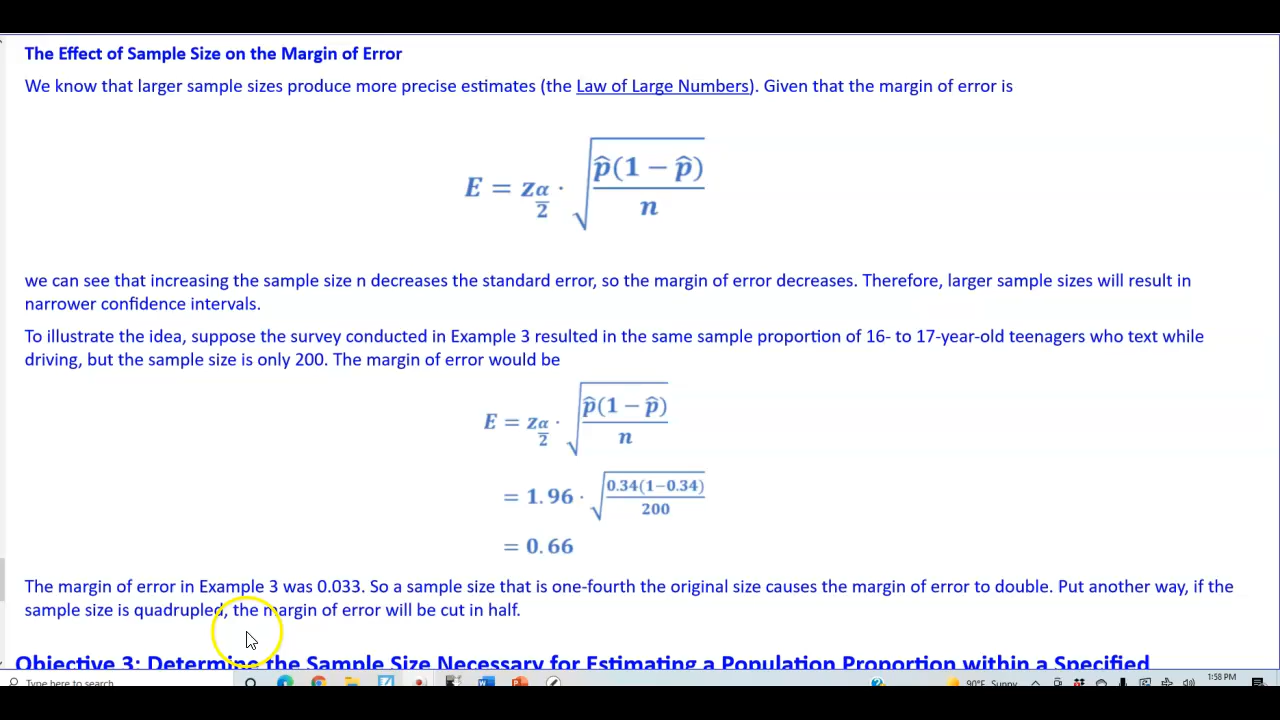 The Effect of Sample Size on the Margin of Error
We know that larger sample sizes produce more precise estimates (the Law of Large Numbers). Given that the margin of error is
E = z_{α/2} · √(p̂(1 − p̂)/n)
we can see that increasing the sample size n decreases the standard error, so the margin of error decreases. Therefore, larger sample sizes will result in
narrower confidence intervals.
To illustrate the idea, suppose the survey conducted in Example 3 resulted in the same sample proportion of 16- to 17-year-old teenagers who text while
driving, but the sample size is only 200. The margin of error would be
E = z_{α/2} · √(p̂(1 − p̂)/n)
= 1.96 · √(0.34(1−0.34)/200)
= 0.66
The margin of error in Example 3 was 0.033. So a sample size that is one-fourth the original size causes the margin of error to double. Put another way, if the
sample size is quadrupled, the margin of error will be cut in half.
Objective 3: Determine the Sample Size Necessary for Estimating a Population Proportion within a Specified
Type here to search
90°F Sunny
1:58 PM